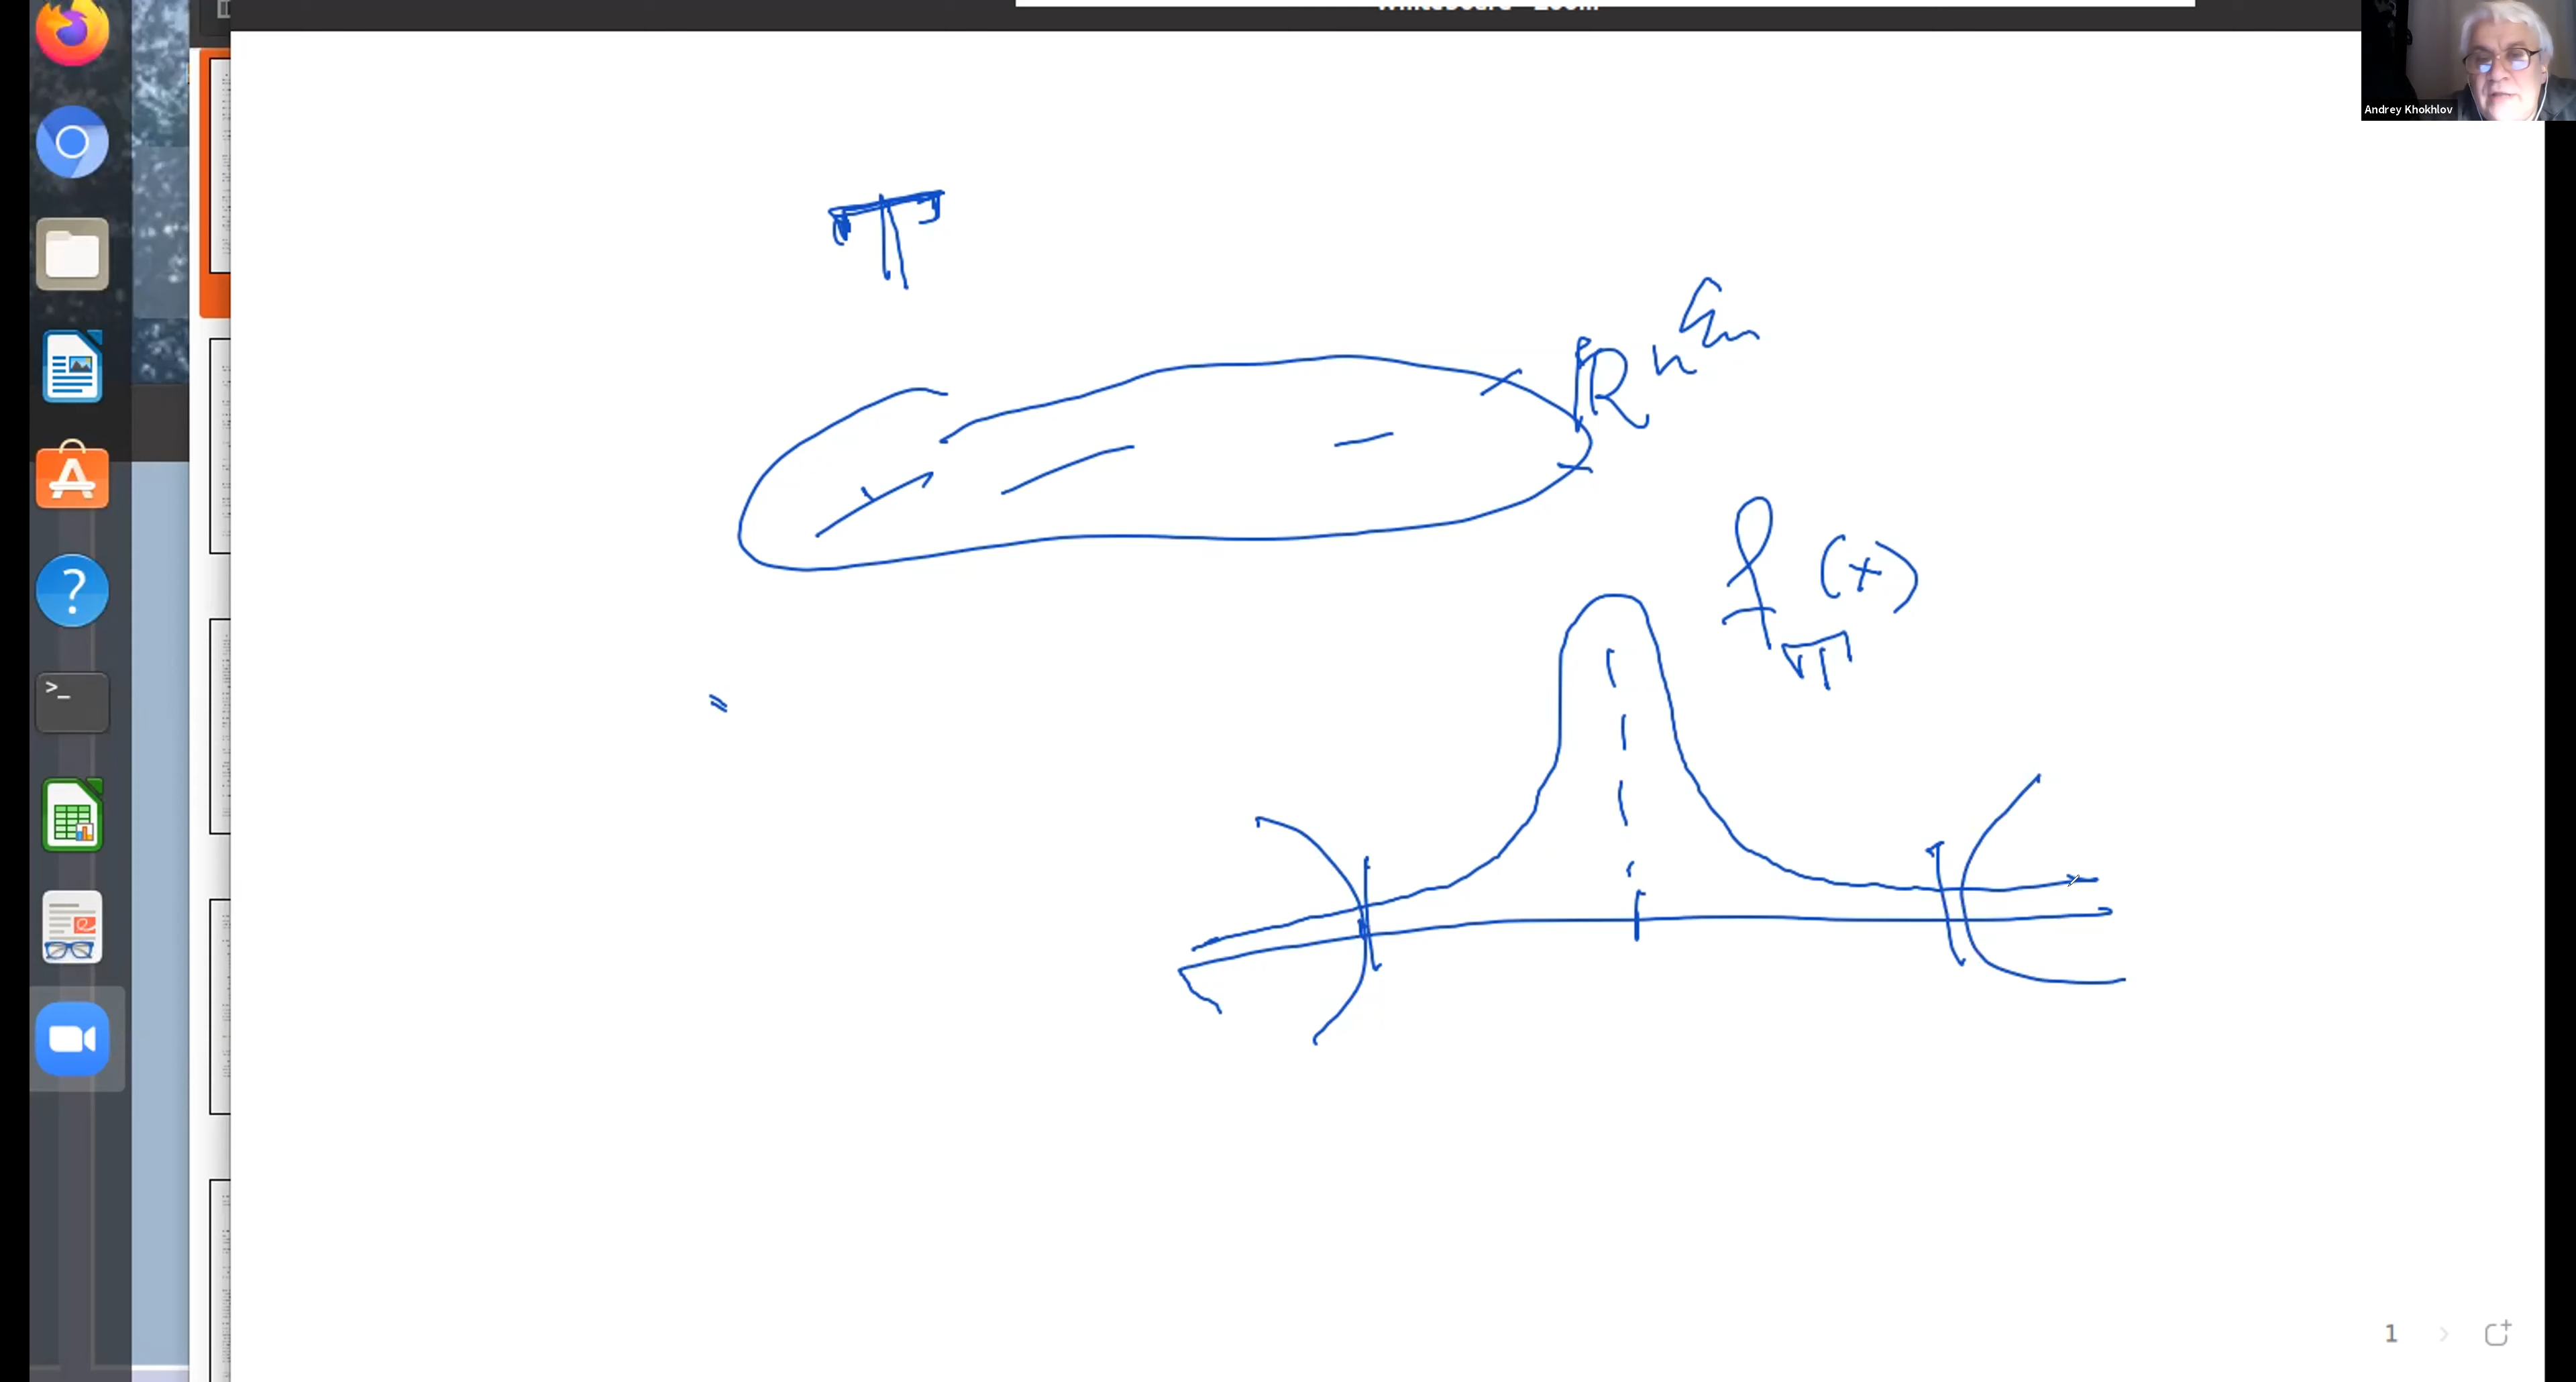 Andrey Khokhlov
π
ℝⁿ
f_π (x)
>_
?
1